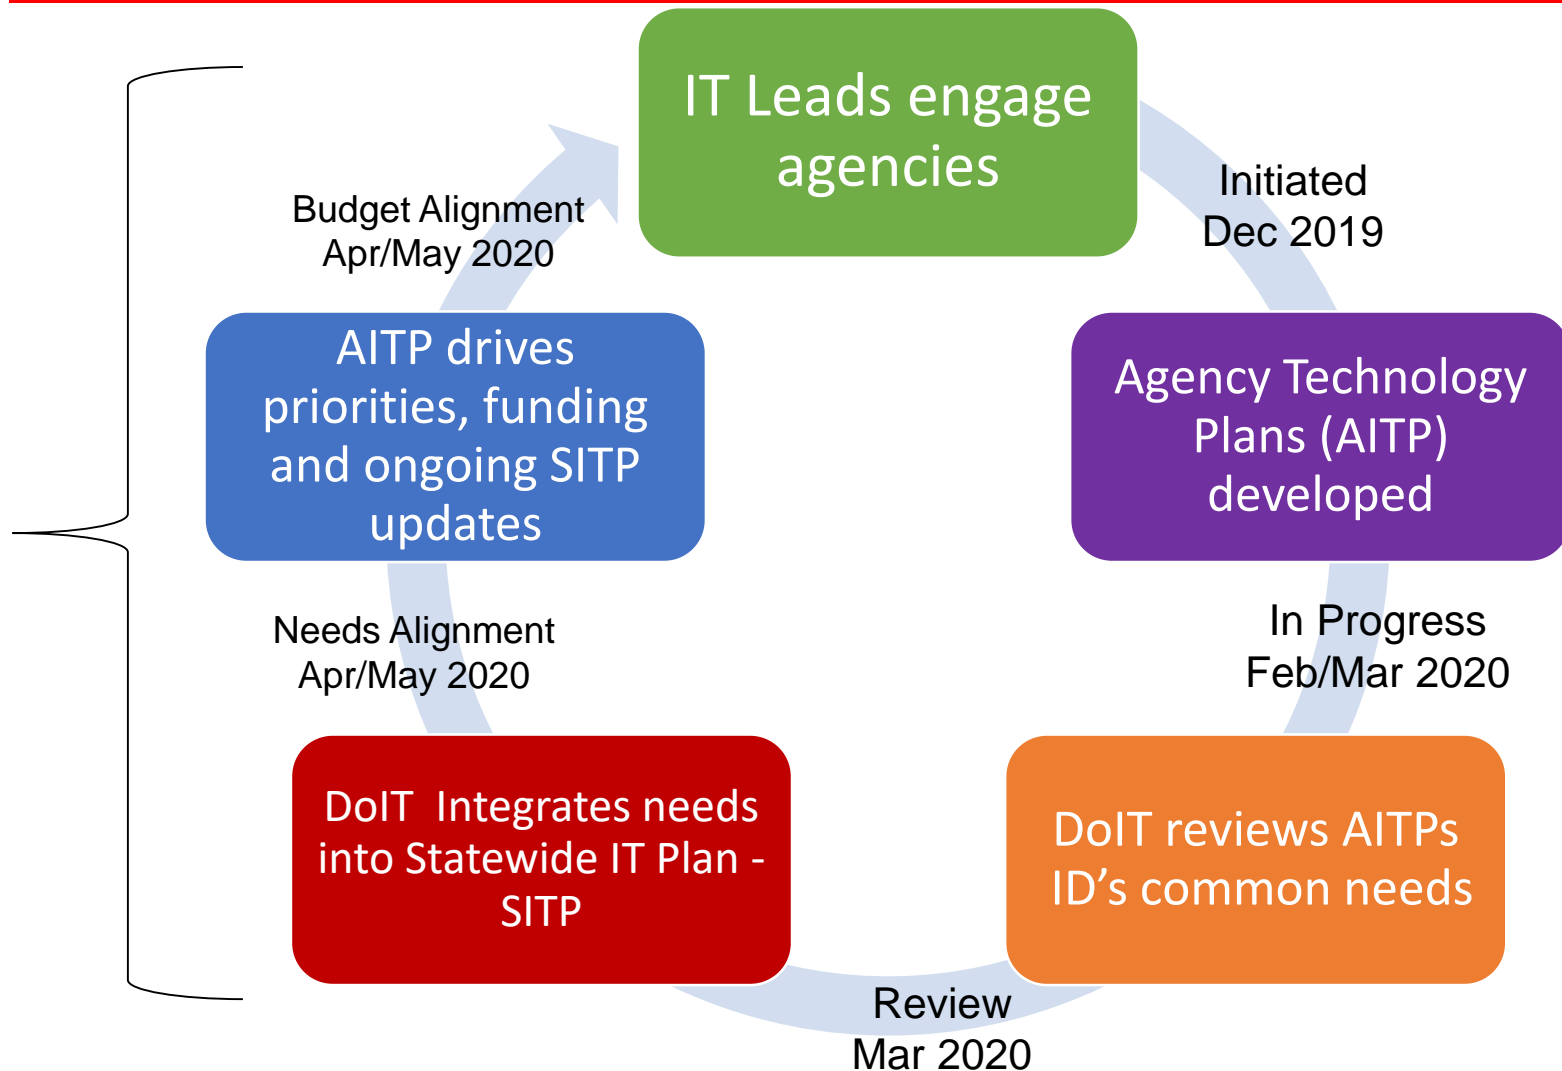 IT Leads engage
agencies
Initiated
Dec 2019
Agency Technology
Plans (AITP)
developed
In Progress
Feb/Mar 2020
DoIT reviews AITPs
ID’s common needs
Review
Mar 2020
DoIT  Integrates needs
into Statewide IT Plan -
SITP
Needs Alignment
Apr/May 2020
AITP drives
priorities, funding
and ongoing SITP
updates
Budget Alignment
Apr/May 2020